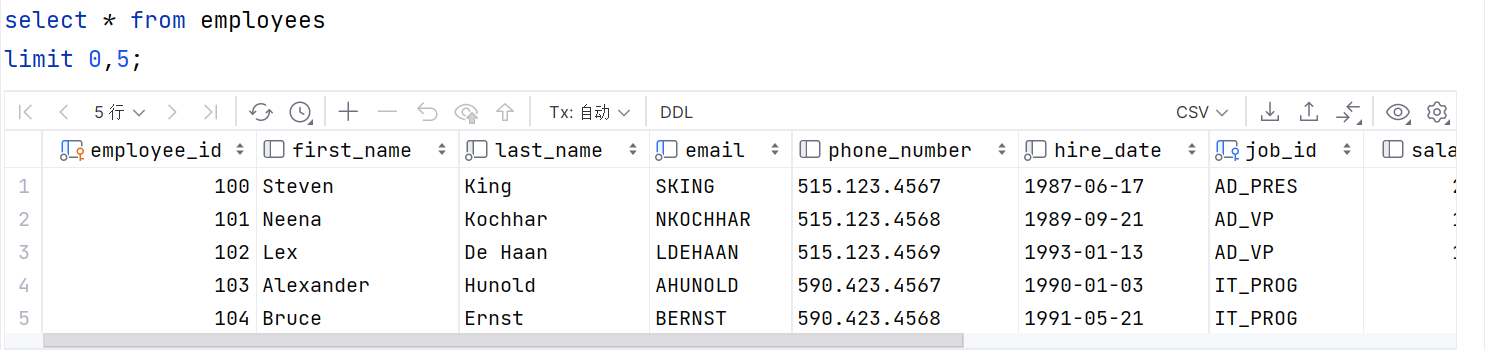 select * from employees
limit 0,5;
5 行 Tx: 自动 DDL CSV
employee_id first_name last_name email phone_number hire_date job_id sala
1 100 Steven King SKING 515.123.4567 1987-06-17 AD_PRES 2
2 101 Neena Kochhar NKOCHHAR 515.123.4568 1989-09-21 AD_VP 1
3 102 Lex De Haan LDEHAAN 515.123.4569 1993-01-13 AD_VP 1
4 103 Alexander Hunold AHUNOLD 590.423.4567 1990-01-03 IT_PROG
5 104 Bruce Ernst BERNST 590.423.4568 1991-05-21 IT_PROG